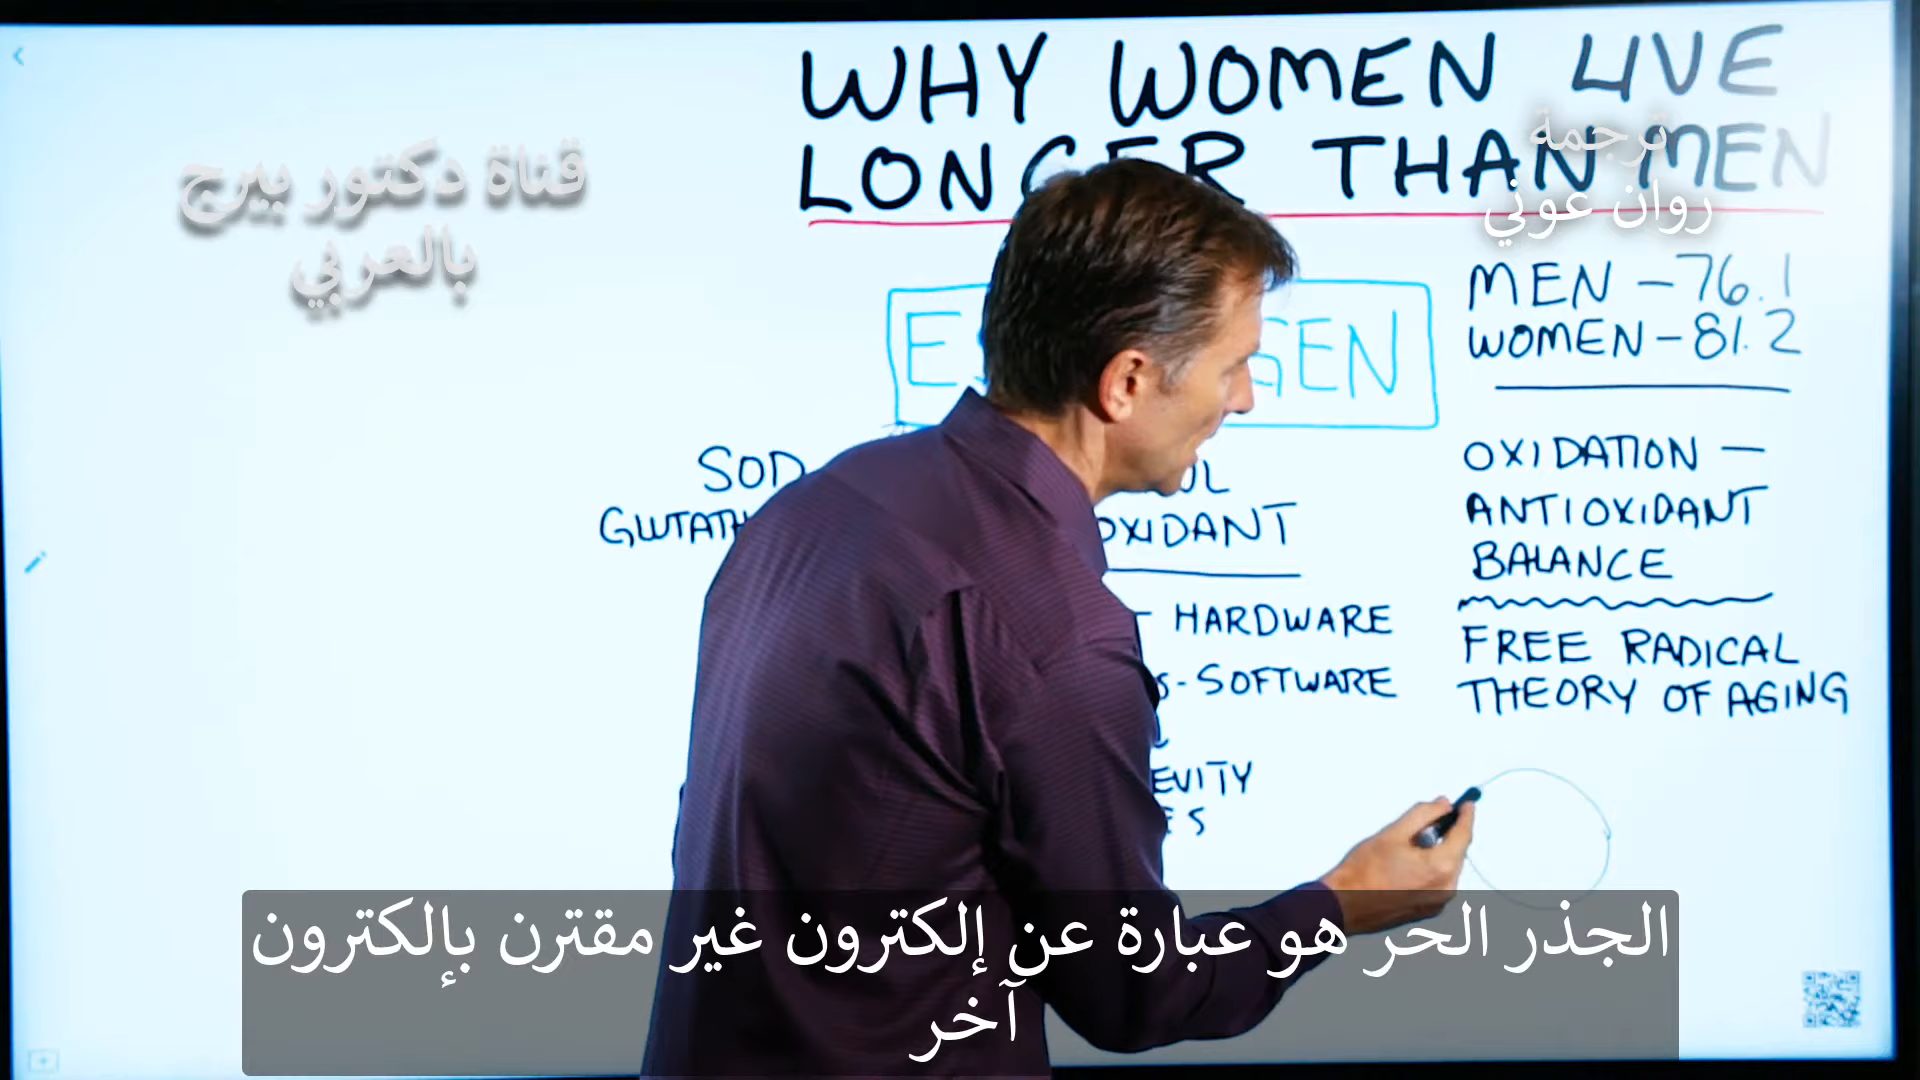 WHY WOMEN LIVE
LONGER THAN MEN
قناة دكتور بيرج
بالعربي
ترجمة
روان عوني
MEN - 76.1
WOMEN - 81.2
OXIDATION -
ANTIOXIDANT
BALANCE
FREE RADICAL
THEORY OF AGING
SOD
HARDWARE
- SOFTWARE
الجذر الحر هو عبارة عن إلكترون غير مقترن بإلكترون
آخر